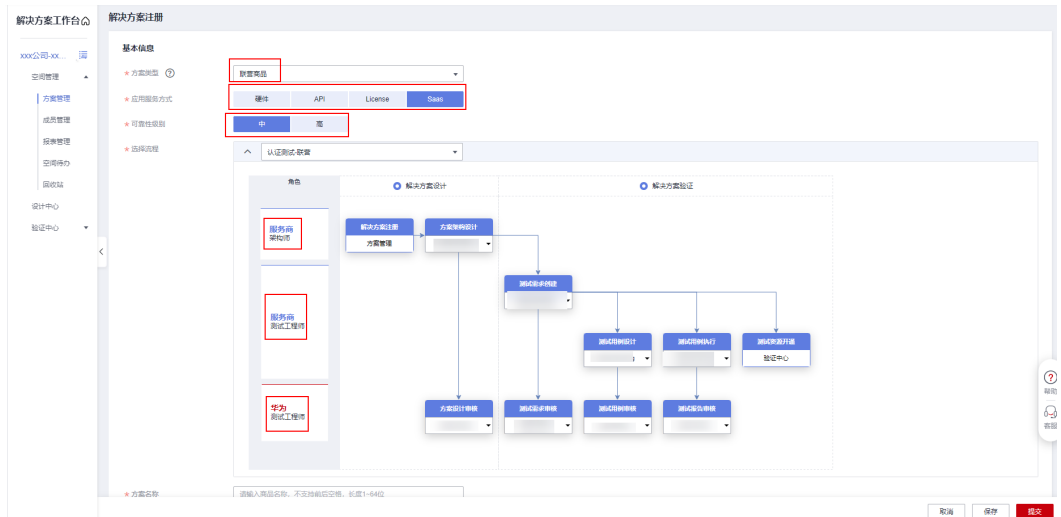 解决方案工作台
解决方案注册
xxx公司-xx...
空间管理
方案管理
成员管理
报表管理
空间待办
回收站
设计中心
验证中心
基本信息
* 方案类型 ?
联营商品
* 应用服务方式
硬件 API License Saas
* 可靠性级别
中 高
* 选择流程
认证测试-联营
角色
解决方案设计
解决方案验证
服务商
架构师
解决方案注册
方案管理
方案架构设计
服务商
测试工程师
测试需求创建
测试用例设计
测试用例执行
测试资源开通
验证中心
华为
测试工程师
方案设计审核
测试需求审核
测试用例审核
测试报告审核
* 方案名称
请输入商品名称，不支持前后空格，长度1~64位
帮助
客服
取消 保存 提交